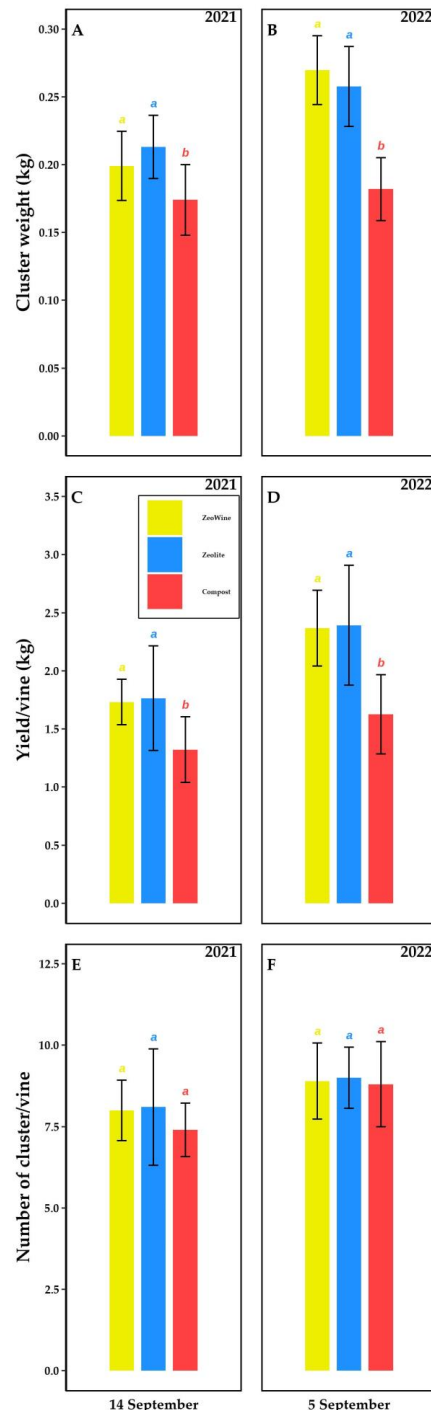 A
2021
B
2022
Cluster weight (kg)
0.30
0.25
0.20
0.15
0.10
0.05
0.00
a
a
b
a
a
b
C
2021
D
2022
Yield/vine (kg)
3.5
3.0
2.5
2.0
1.5
1.0
0.5
0.0
ZeoWine
Zeolite
Compost
a
a
b
a
a
b
E
2021
F
2022
Number of cluster/vine
12.5
10.0
7.5
5.0
2.5
0.0
a
a
a
a
a
a
14 September
5 September